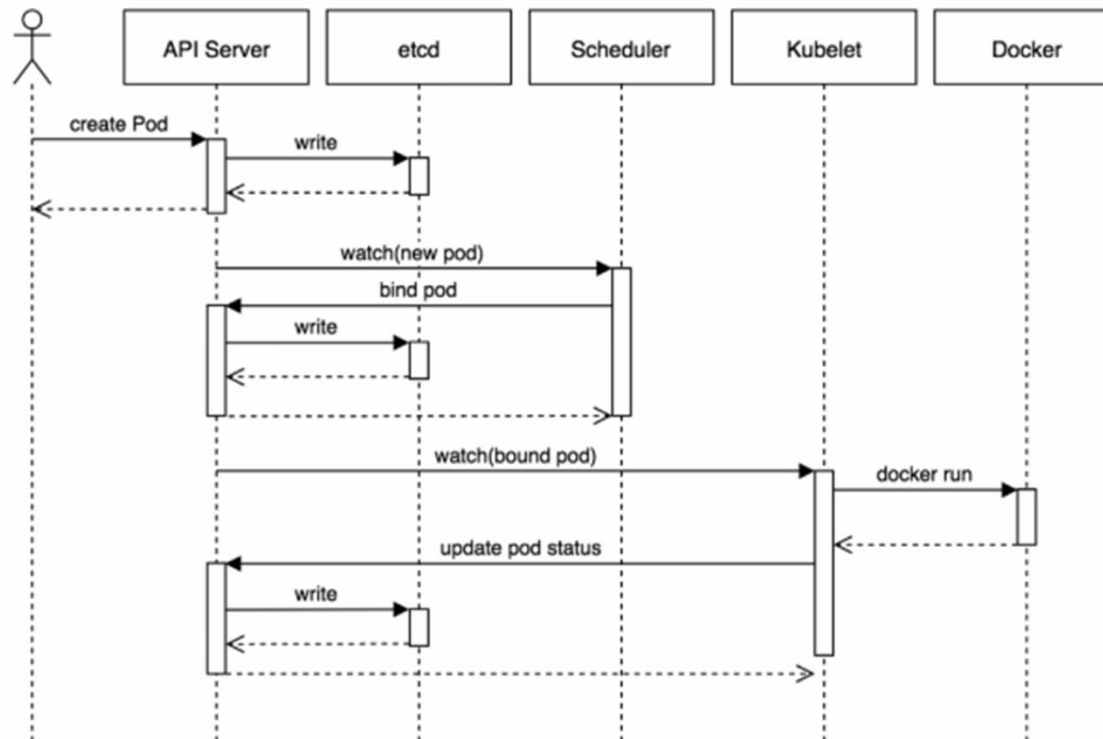 API Server
etcd
Scheduler
Kubelet
Docker
create Pod
write
watch(new pod)
bind pod
write
watch(bound pod)
docker run
update pod status
write